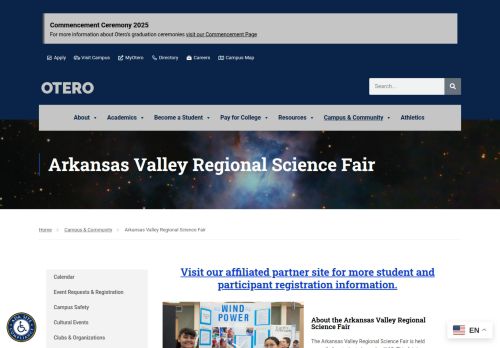 Commencement Ceremony 2025
For more information about Otero's graduation ceremonies visit our Commencement Page
Apply Visit Campus MyOtero Directory Careers Campus Map
OTERO
Search...
About Academics Become a Student Pay for College Resources Campus & Community Athletics
Arkansas Valley Regional Science Fair
Home Campus & Community Arkansas Valley Regional Science Fair
Calendar
Event Requests & Registration
Campus Safety
Cultural Events
Clubs & Organizations
Visit our affiliated partner site for more student and
participant registration information.
WIND
POWER
About the Arkansas Valley Regional
Science Fair
The Arkansas Valley Regional Science Fair is held
EN